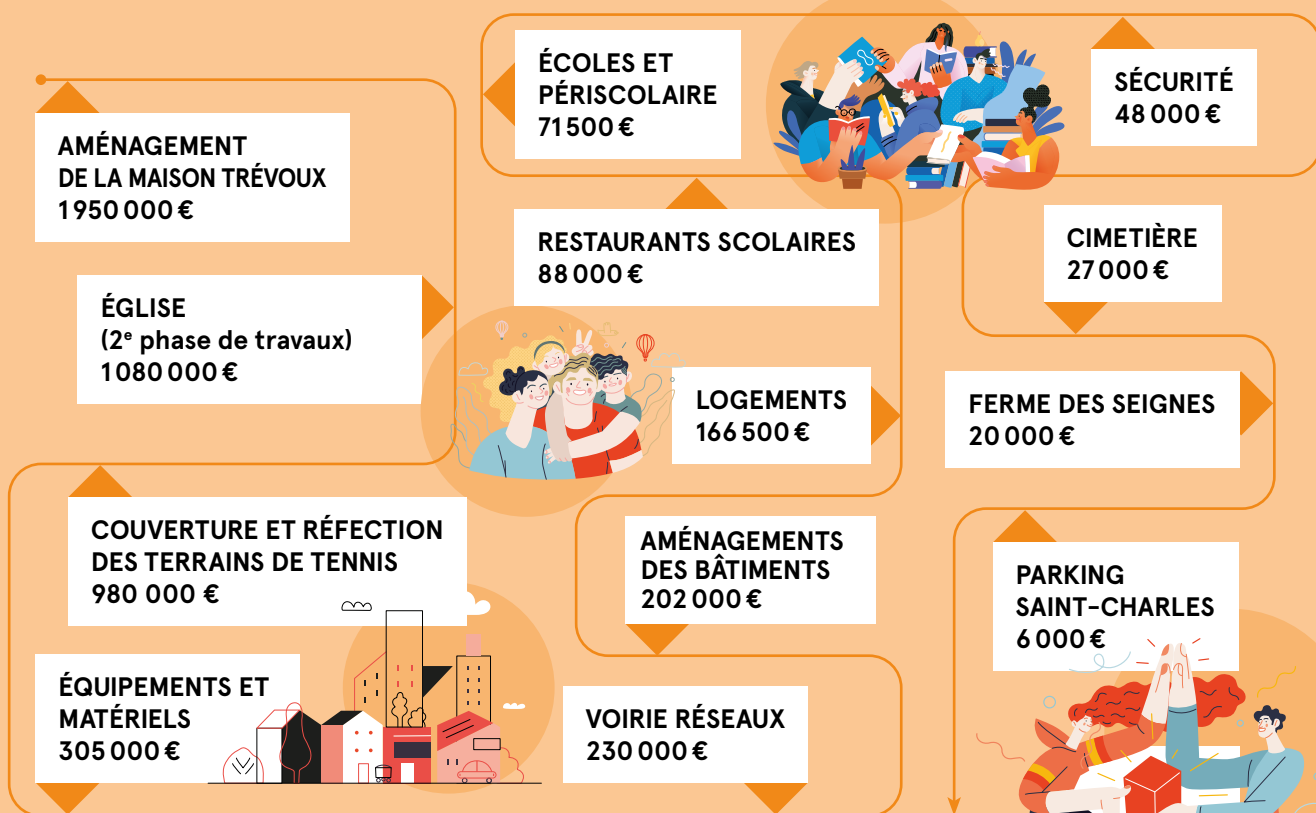 AMÉNAGEMENT
DE LA MAISON TRÉVOUX
1 950 000 €
ÉGLISE
(2e phase de travaux)
1 080 000 €
COUVERTURE ET RÉFECTION
DES TERRAINS DE TENNIS
980 000 €
ÉQUIPEMENTS ET
MATÉRIELS
305 000 €
VOIRIE RÉSEAUX
230 000 €
AMÉNAGEMENTS
DES BÂTIMENTS
202 000 €
LOGEMENTS
166 500 €
RESTAURANTS SCOLAIRES
88 000 €
ÉCOLES ET
PÉRISCOLAIRE
71 500 €
SÉCURITÉ
48 000 €
CIMETIÈRE
27 000 €
FERME DES SEIGNES
20 000 €
PARKING
SAINT-CHARLES
6 000 €